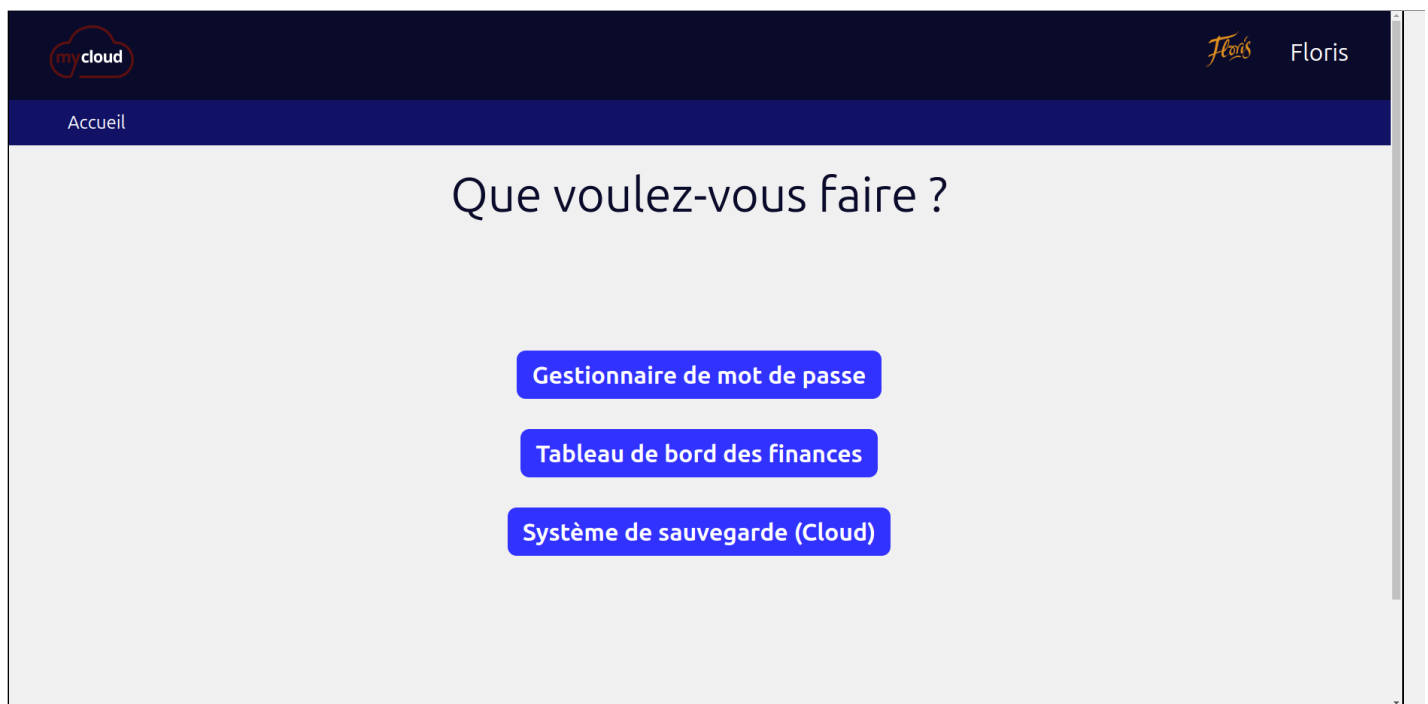 mycloud
Floris Floris
Accueil
Que voulez-vous faire ?
Gestionnaire de mot de passe
Tableau de bord des finances
Système de sauvegarde (Cloud)